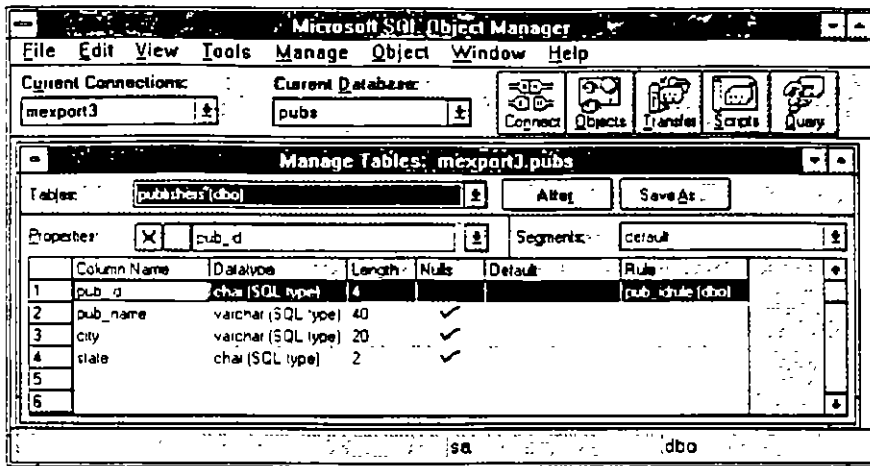 Microsoft SQL Object Manager
File Edit View Tools Manage Object Window Help
Current Connections: Current Database:
mexport3 pubs Connect Objects Transfer Scripts Query
Manage Tables: mexport3.pubs
Tables: publishers (dbo) Alter Save As
Properties: pub_id Segments: default
Column Name Datatype Length Nulls Default Rule
1 pub_id char (SQL type) 4 pub_idrule (dbo)
2 pub_name varchar (SQL type) 40 ✓
3 city varchar (SQL type) 20 ✓
4 state char (SQL type) 2 ✓
5
6
sa dbo